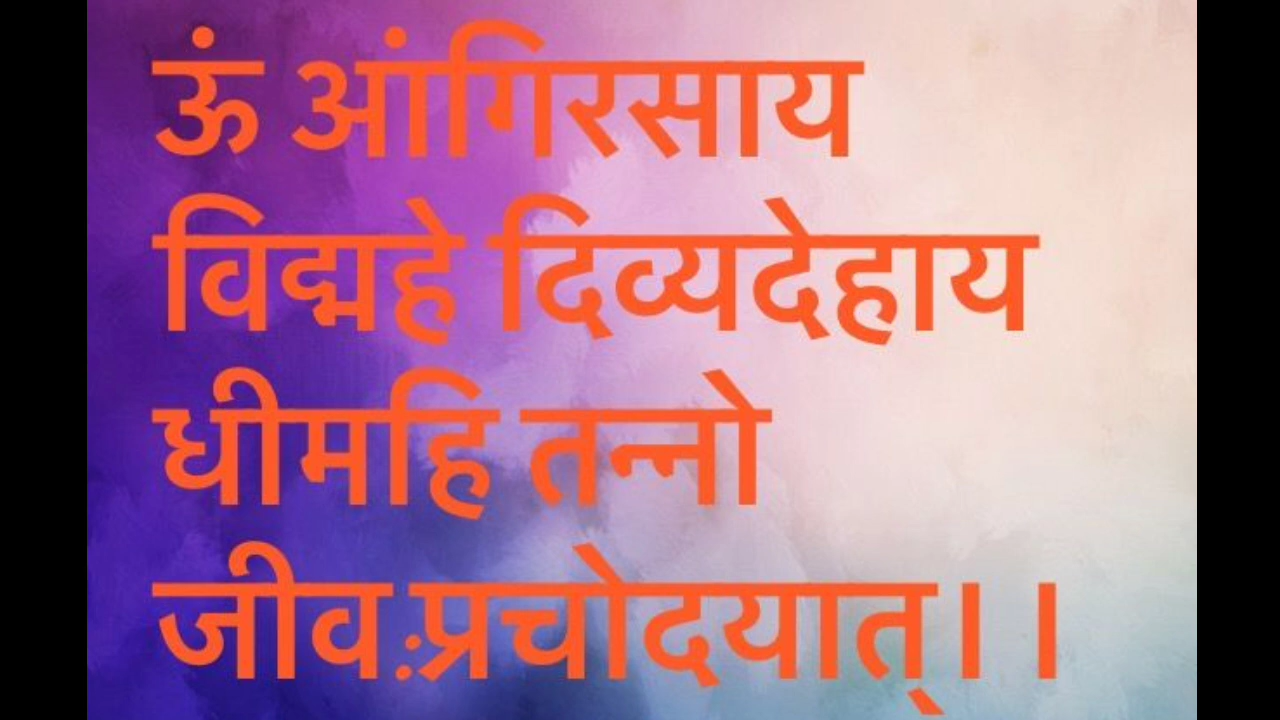 ऊं आंगिरसाय
विद्महे दिव्यदेहाय
धीमहि तन्नो
जीव:प्रचोदयात्।।